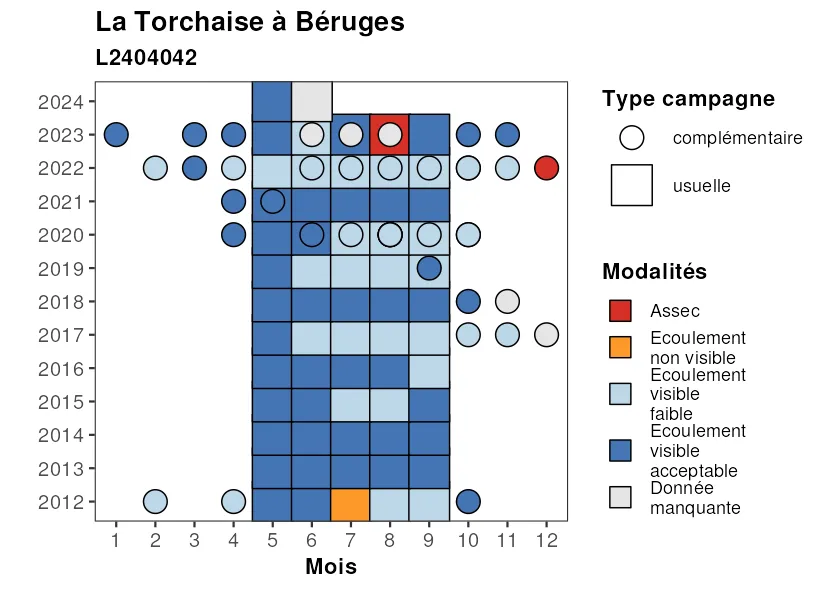 La Torchaise à Béruges
L2404042
2024
2023
2022
2021
2020
2019
2018
2017
2016
2015
2014
2013
2012
1 2 3 4 5 6 7 8 9 10 11 12
Mois
Type campagne
complémentaire
usuelle
Modalités
Assec
Ecoulement
non visible
Ecoulement
visible
faible
Ecoulement
visible
acceptable
Donnée
manquante